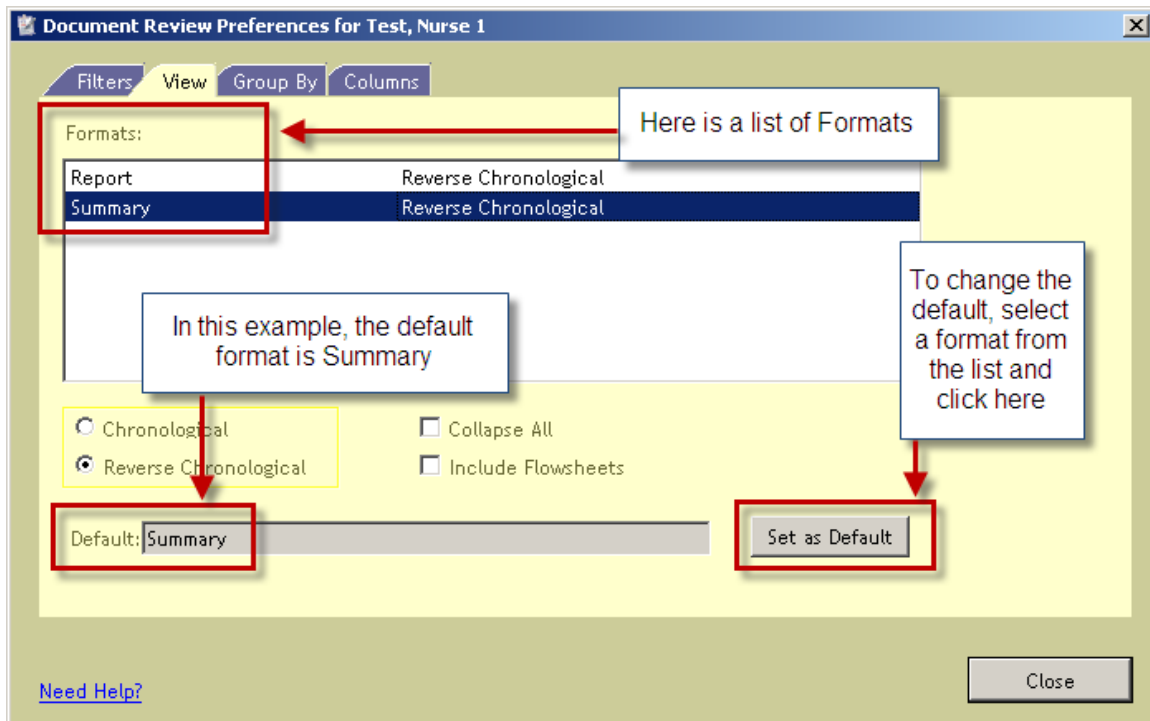 Document Review Preferences for Test, Nurse 1
Filters View Group By Columns
Formats:
Here is a list of Formats
Report Reverse Chronological
Summary Reverse Chronological
To change the
default, select
a format from
the list and
click here
In this example, the default
format is Summary
Chronological Collapse All
Reverse Chronological Include Flowsheets
Default: Summary Set as Default
Need Help? Close